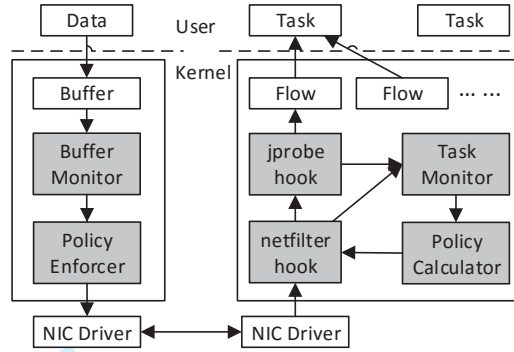 Data
User
Task
Task
Kernel
Buffer
Flow
Flow
... ...
Buffer
Monitor
jprobe
hook
Task
Monitor
Policy
Enforcer
netfilter
hook
Policy
Calculator
NIC Driver
NIC Driver